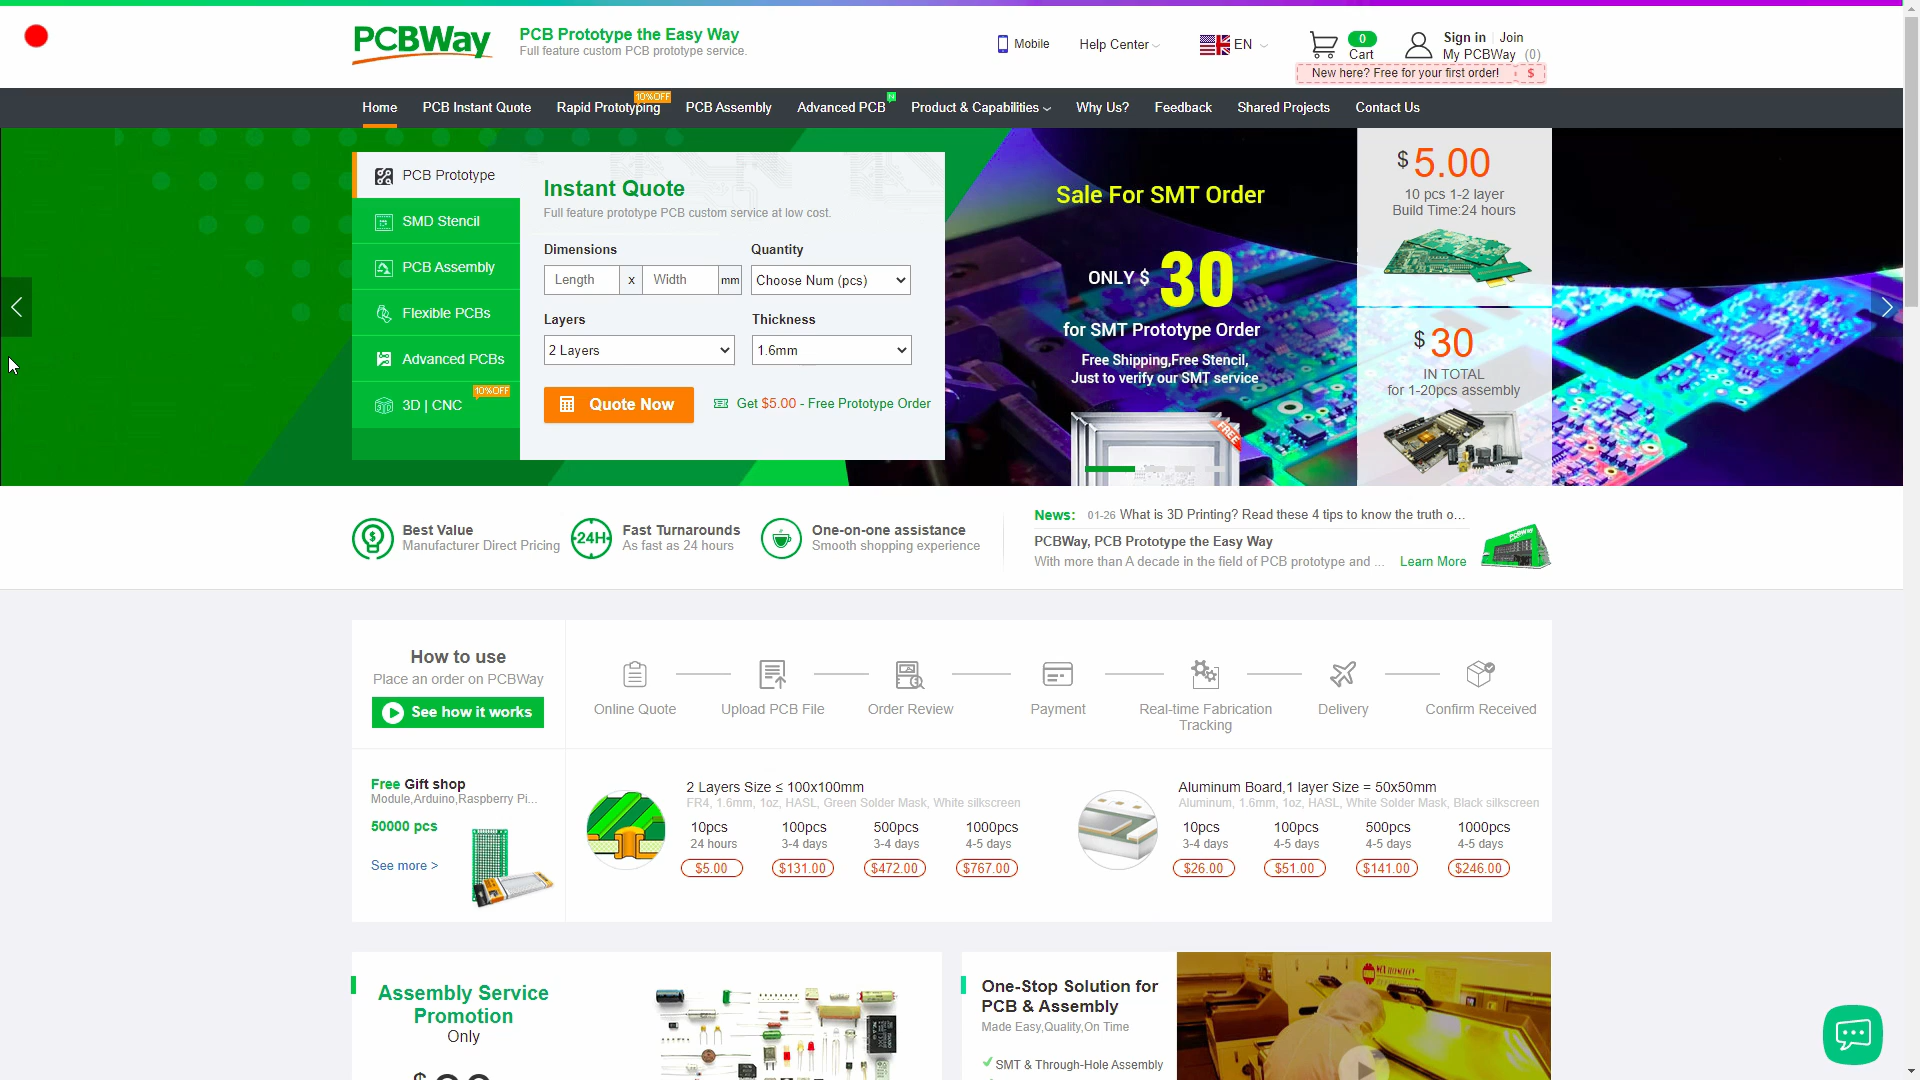 PCBWay
PCB Prototype the Easy Way
Full feature custom PCB prototype service.
Mobile
Help Center
EN
0
Cart
Sign in
Join
My PCBWay (0)
New here? Free for your first order!
$
Home
PCB Instant Quote
Rapid Prototyping
10%OFF
PCB Assembly
Advanced PCB
N
Product & Capabilities
Why Us?
Feedback
Shared Projects
Contact Us
PCB Prototype
SMD Stencil
PCB Assembly
Flexible PCBs
Advanced PCBs
3D | CNC
10%OFF
Instant Quote
Full feature prototype PCB custom service at low cost.
Dimensions
Quantity
Length x Width mm
Choose Num (pcs)
Layers
Thickness
2 Layers
1.6mm
Quote Now
Get $5.00 - Free Prototype Order
Sale For SMT Order
ONLY $ 30
for SMT Prototype Order
Free Shipping,Free Stencil,
Just to verify our SMT service
FREE
$ 5.00
10 pcs 1-2 layer
Build Time:24 hours
$ 30
IN TOTAL
for 1-20pcs assembly
Best Value
Manufacturer Direct Pricing
24H
Fast Turnarounds
As fast as 24 hours
One-on-one assistance
Smooth shopping experience
News: 01-26 What is 3D Printing? Read these 4 tips to know the truth o...
PCBWay, PCB Prototype the Easy Way
With more than A decade in the field of PCB prototype and ... Learn More
PCBWay
How to use
Place an order on PCBWay
See how it works
Online Quote
Upload PCB File
Order Review
Payment
Real-time Fabrication
Tracking
Delivery
Confirm Received
Free Gift shop
Module,Arduino,Raspberry Pi...
50000 pcs
See more >
2 Layers Size ≤ 100x100mm
FR4, 1.6mm, 1oz, HASL, Green Solder Mask, White silkscreen
10pcs 100pcs 500pcs 1000pcs
24 hours 3-4 days 3-4 days 4-5 days
$5.00 $131.00 $472.00 $767.00
Aluminum Board,1 layer Size = 50x50mm
Aluminum, 1.6mm, 1oz, HASL, White Solder Mask, Black silkscreen
10pcs 100pcs 500pcs 1000pcs
3-4 days 4-5 days 4-5 days 4-5 days
$26.00 $51.00 $141.00 $246.00
Assembly Service
Promotion
Only
One-Stop Solution for
PCB & Assembly
Made Easy,Quality,On Time
SMT & Through-Hole Assembly